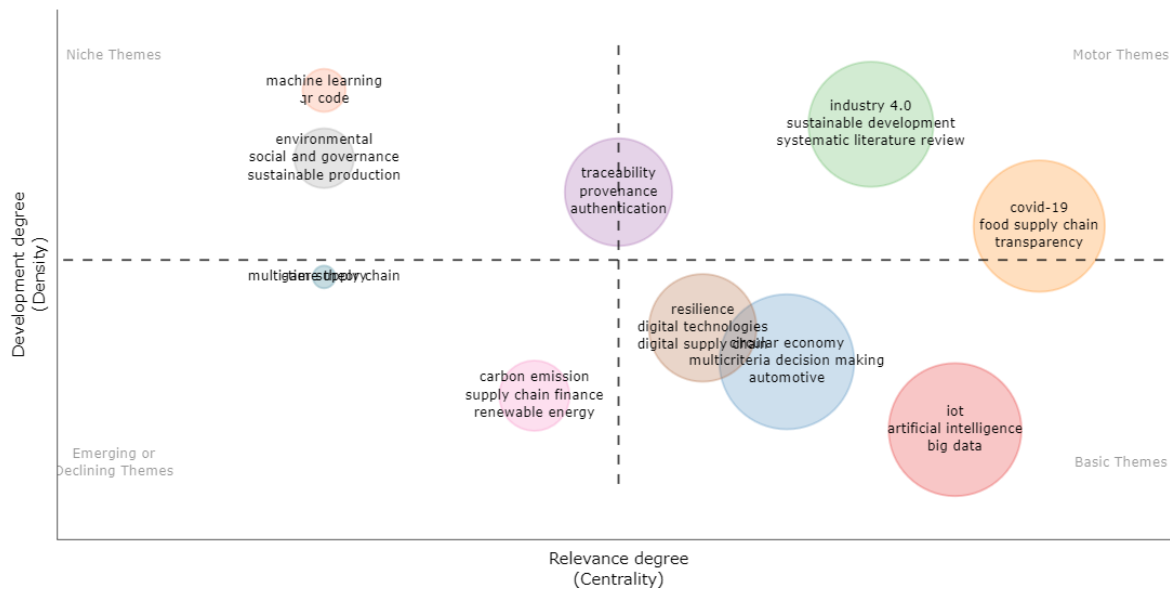 Niche Themes
Motor Themes
machine learning
qr code
industry 4.0
sustainable development
systematic literature review
environmental
social and governance
sustainable production
traceability
provenance
authentication
covid-19
food supply chain
transparency
Development degree
(Density)
supply chain
resilience
digital technologies
digital supply chain
circular economy
multicriteria decision making
automotive
carbon emission
supply chain finance
renewable energy
iot
artificial intelligence
big data
Emerging or
Declining Themes
Basic Themes
Relevance degree
(Centrality)